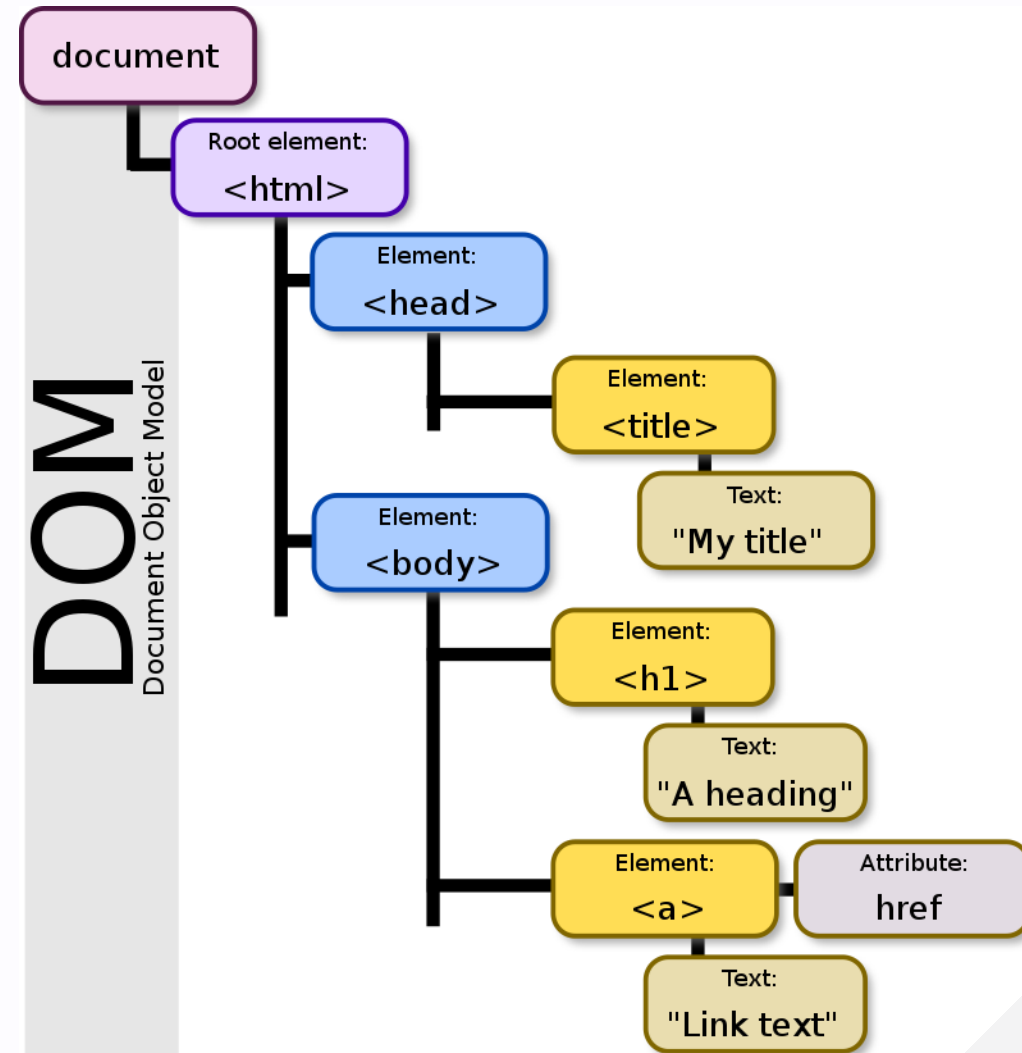 document
Root element:
<html>
Element:
<head>
Element:
<title>
Text:
"My title"
Element:
<body>
Element:
<h1>
Text:
"A heading"
Element:
<a>
Attribute:
href
Text:
"Link text"
DOM
Document Object Model